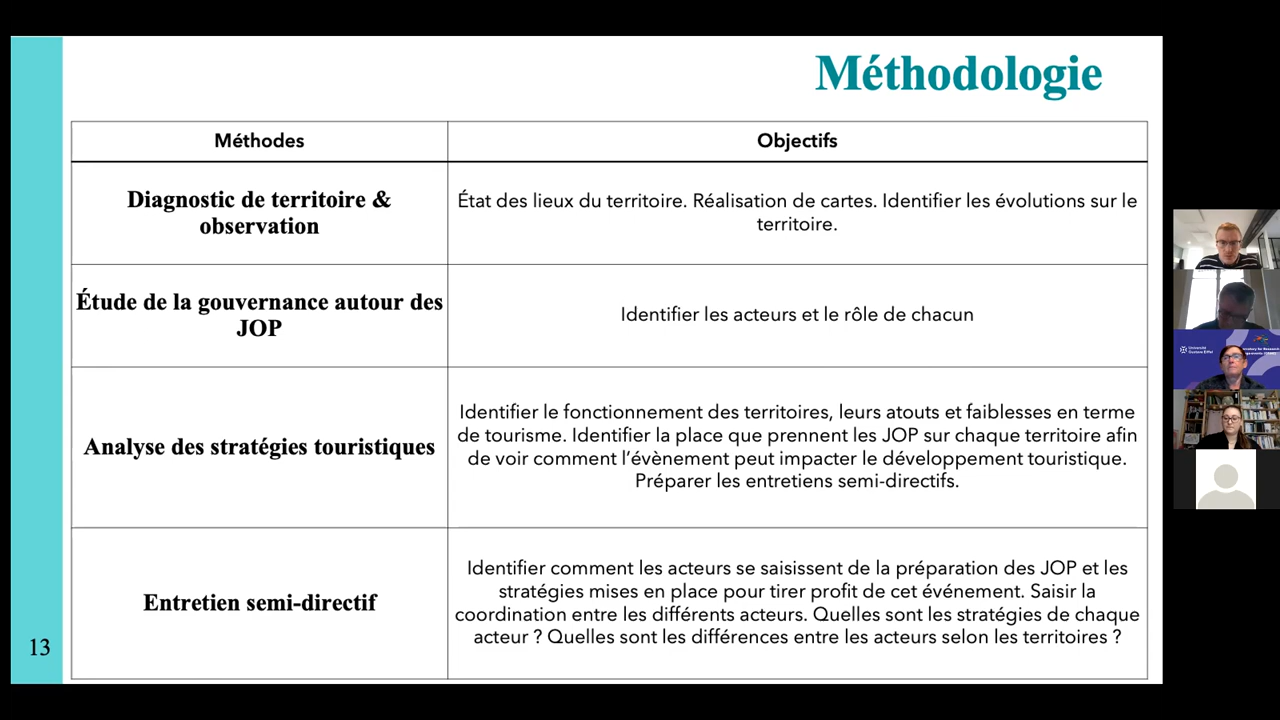 Méthodologie
Méthodes
Objectifs
Diagnostic de territoire &
observation
État des lieux du territoire. Réalisation de cartes. Identifier les évolutions sur le
territoire.
Étude de la gouvernance autour des
JOP
Identifier les acteurs et le rôle de chacun
Analyse des stratégies touristiques
Identifier le fonctionnement des territoires, leurs atouts et faiblesses en terme
de tourisme. Identifier la place que prennent les JOP sur chaque territoire afin
de voir comment l'évènement peut impacter le développement touristique.
Préparer les entretiens semi-directifs.
Entretien semi-directif
Identifier comment les acteurs se saisissent de la préparation des JOP et les
stratégies mises en place pour tirer profit de cet événement. Saisir la
coordination entre les différents acteurs. Quelles sont les stratégies de chaque
acteur ? Quelles sont les différences entre les acteurs selon les territoires ?
13
Université
Gustave Eiffel